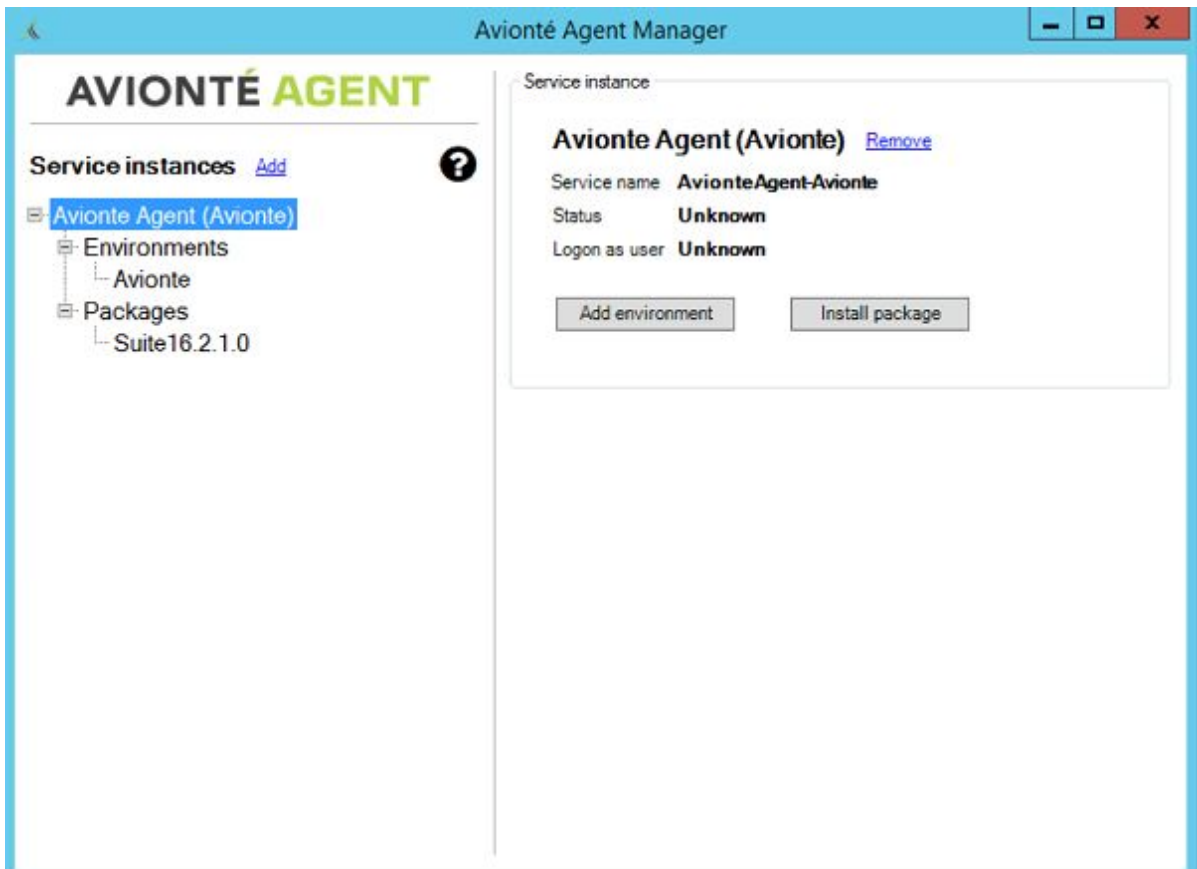 Avionté Agent Manager
AVIONTÉ AGENT
Service instances Add
Avionte Agent (Avionte)
Environments
Avionte
Packages
Suite16.2.1.0
Service instance
Avionte Agent (Avionte) Remove
Service name AvionteAgent-Avionte
Status Unknown
Logon as user Unknown
Add environment Install package